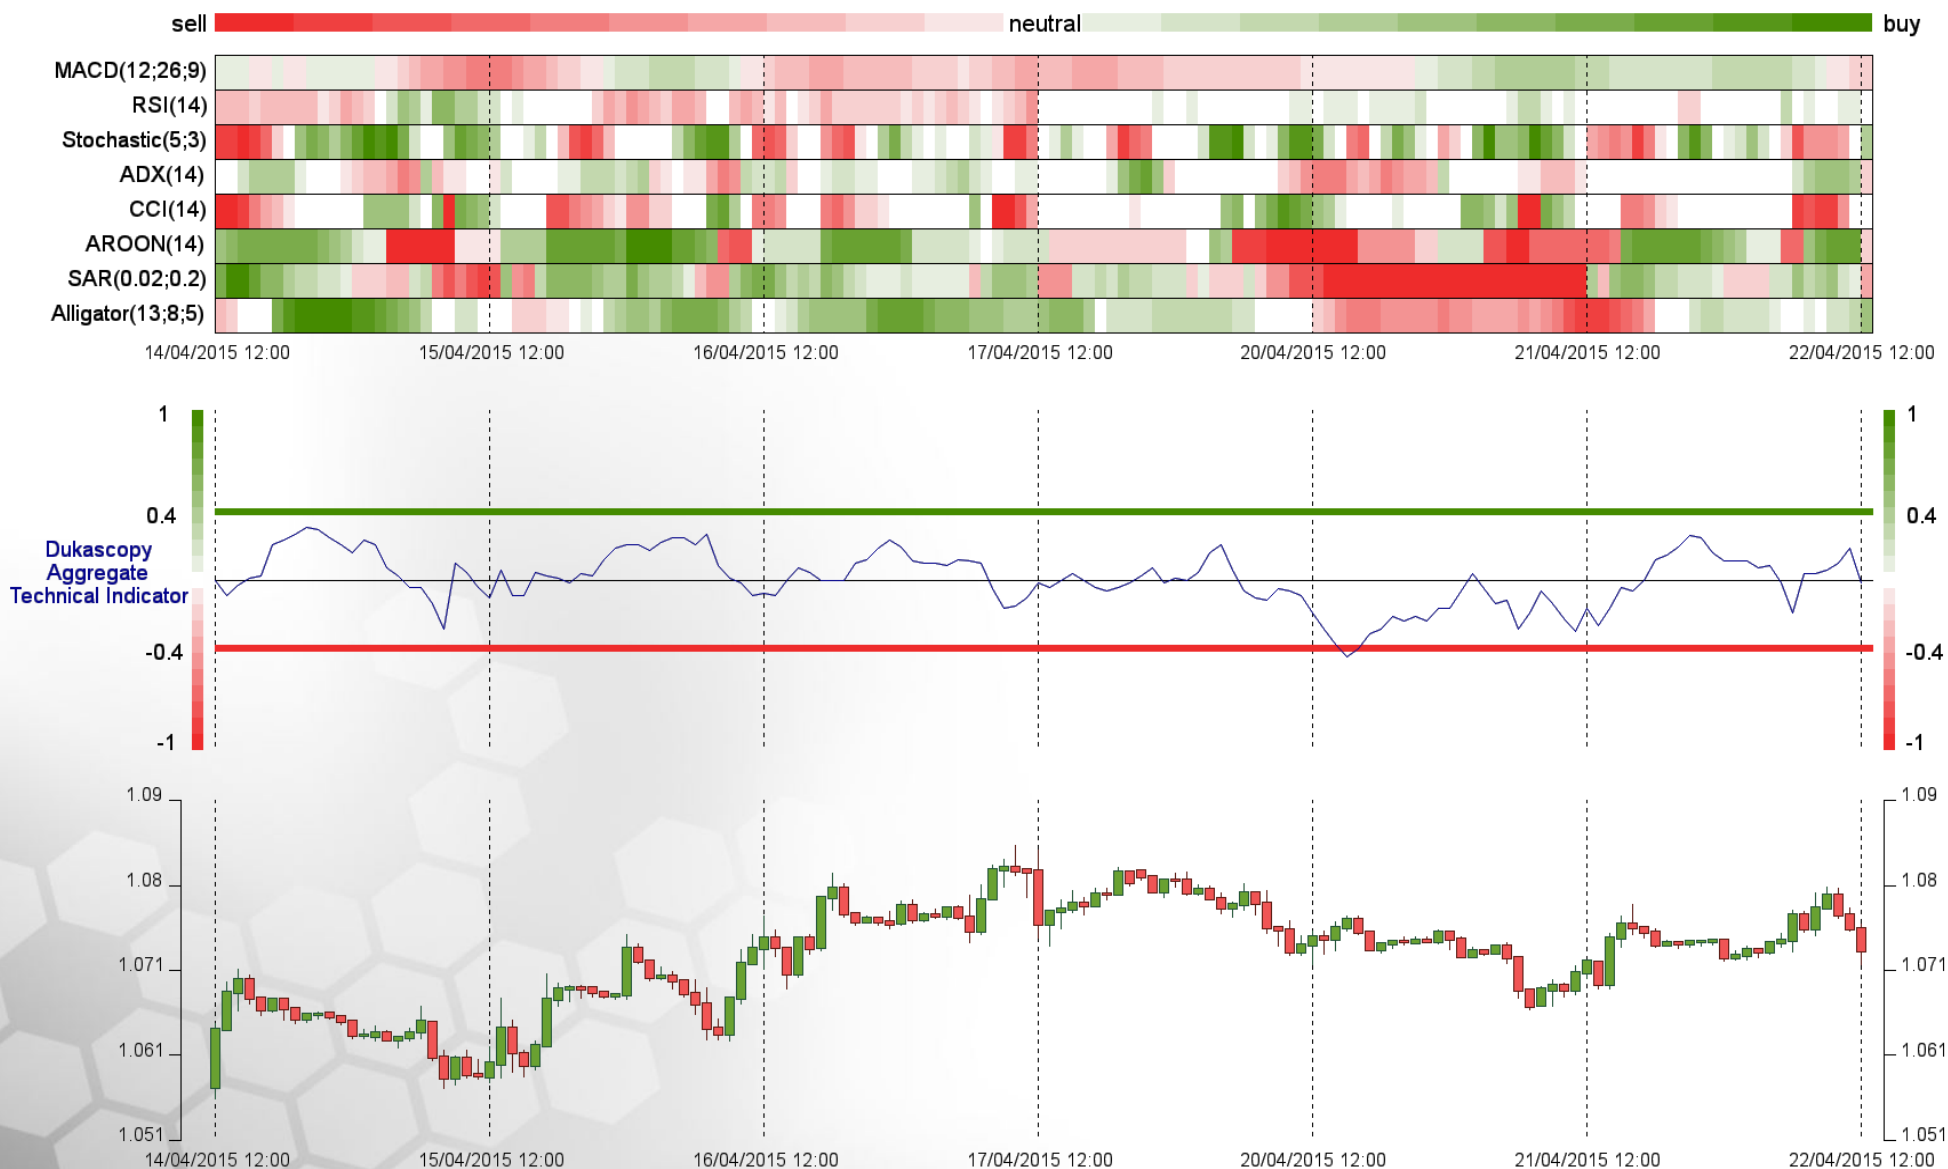 sell neutral buy
MACD(12;26;9)
RSI(14)
Stochastic(5;3)
ADX(14)
CCI(14)
AROON(14)
SAR(0.02;0.2)
Alligator(13;8;5)
14/04/2015 12:00 15/04/2015 12:00 16/04/2015 12:00 17/04/2015 12:00 20/04/2015 12:00 21/04/2015 12:00 22/04/2015 12:00
1 1
0.4 0.4
Dukascopy
Aggregate
Technical Indicator
-0.4 -0.4
-1 -1
1.09 1.09
1.08 1.08
1.071 1.071
1.061 1.061
1.051 1.051
14/04/2015 12:00 15/04/2015 12:00 16/04/2015 12:00 17/04/2015 12:00 20/04/2015 12:00 21/04/2015 12:00 22/04/2015 12:00